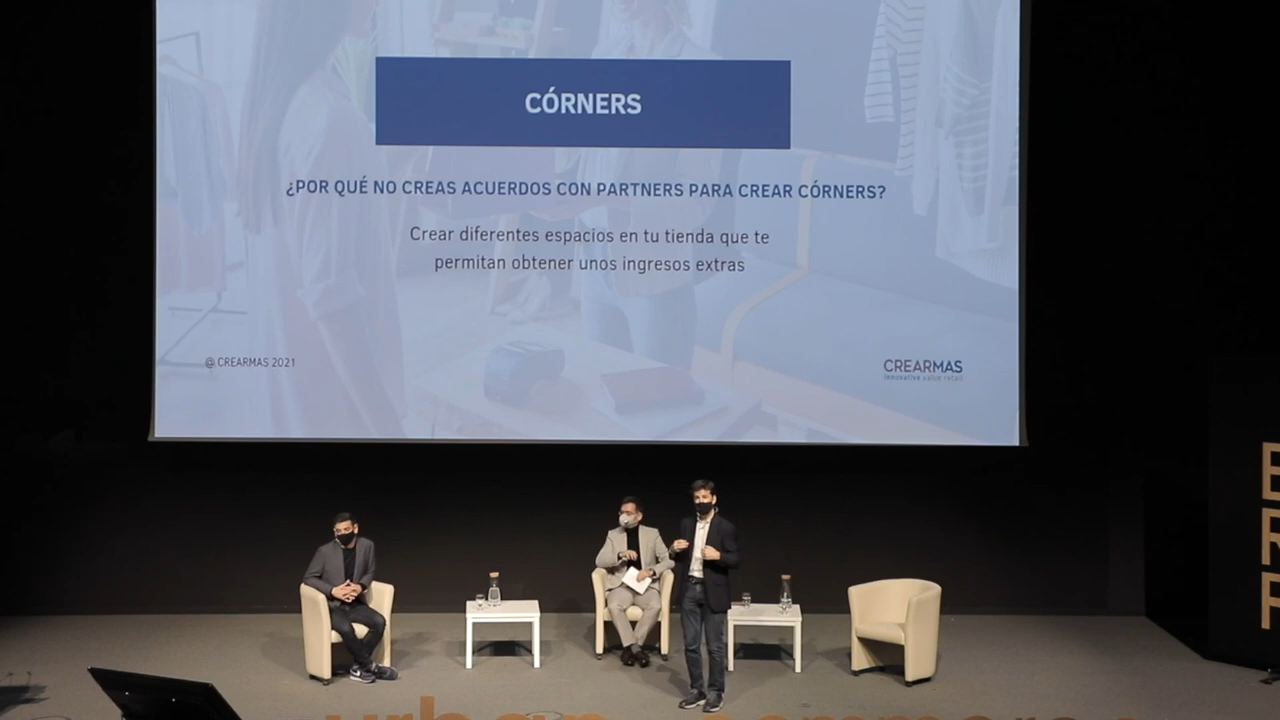 CÓRNERS
¿POR QUÉ NO CREAS ACUERDOS CON PARTNERS PARA CREAR CÓRNERS?
Crear diferentes espacios en tu tienda que te
permitan obtener unos ingresos extras
@ CREARMAS 2021
CREARMAS
innovative value retail
urban